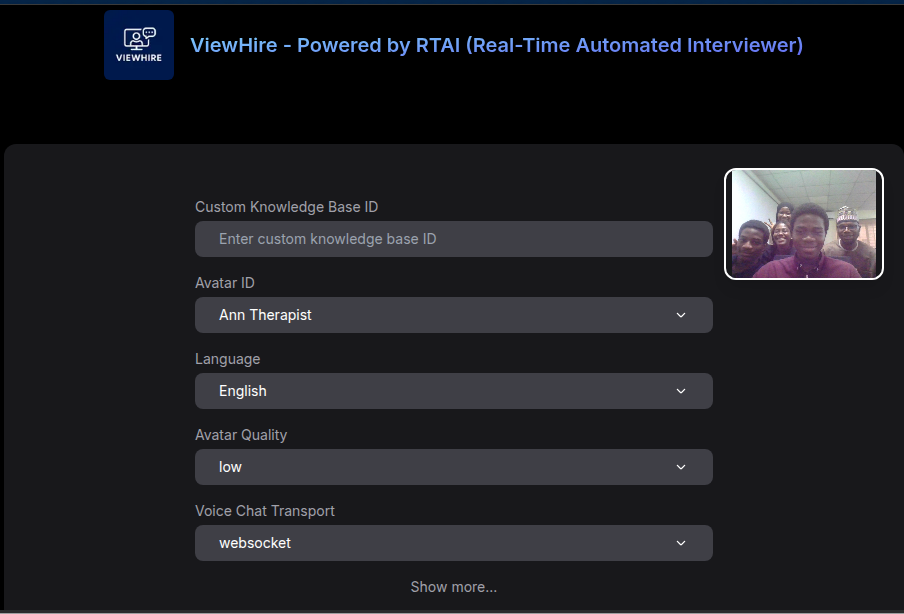 VIEWHIRE
ViewHire - Powered by RTAI (Real-Time Automated Interviewer)
Custom Knowledge Base ID
Enter custom knowledge base ID
Avatar ID
Ann Therapist
Language
English
Avatar Quality
low
Voice Chat Transport
websocket
Show more...